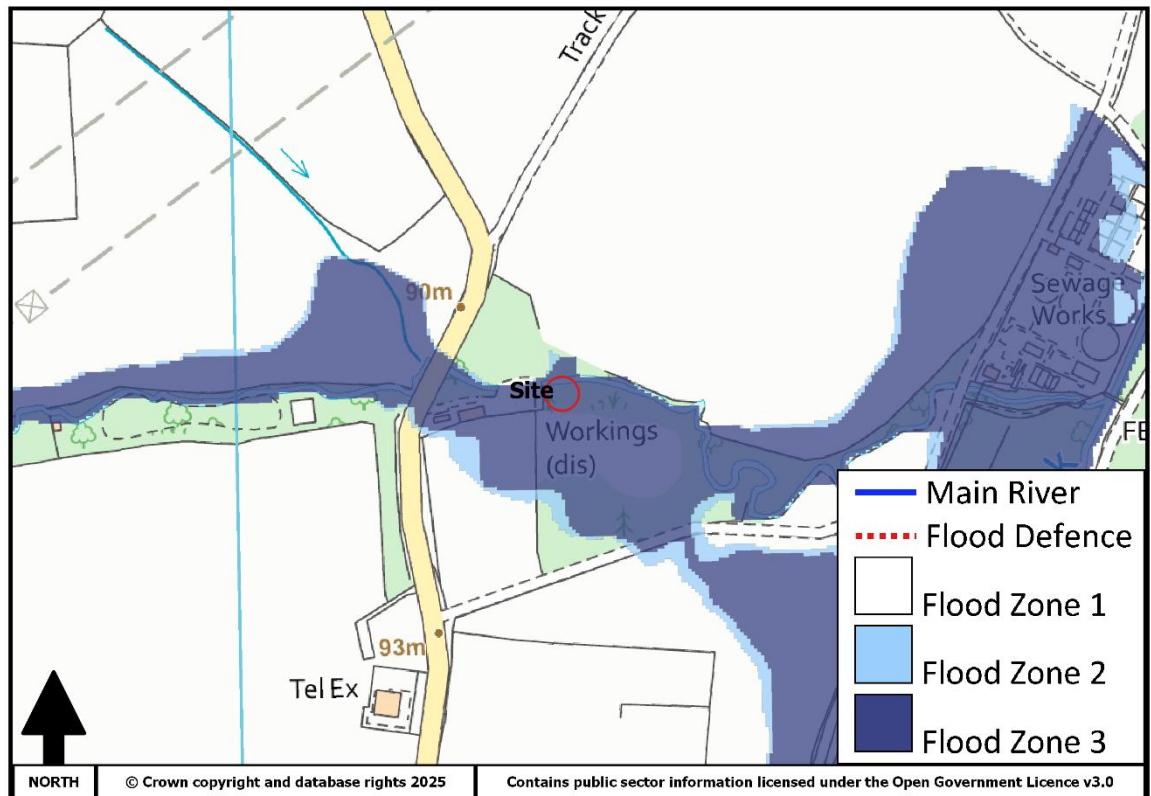 Track
90m
Sewage
Works
Site
Workings
(dis)
FB
93m
Tel Ex
Main River
Flood Defence
Flood Zone 1
Flood Zone 2
Flood Zone 3
NORTH
© Crown copyright and database rights 2025
Contains public sector information licensed under the Open Government Licence v3.0